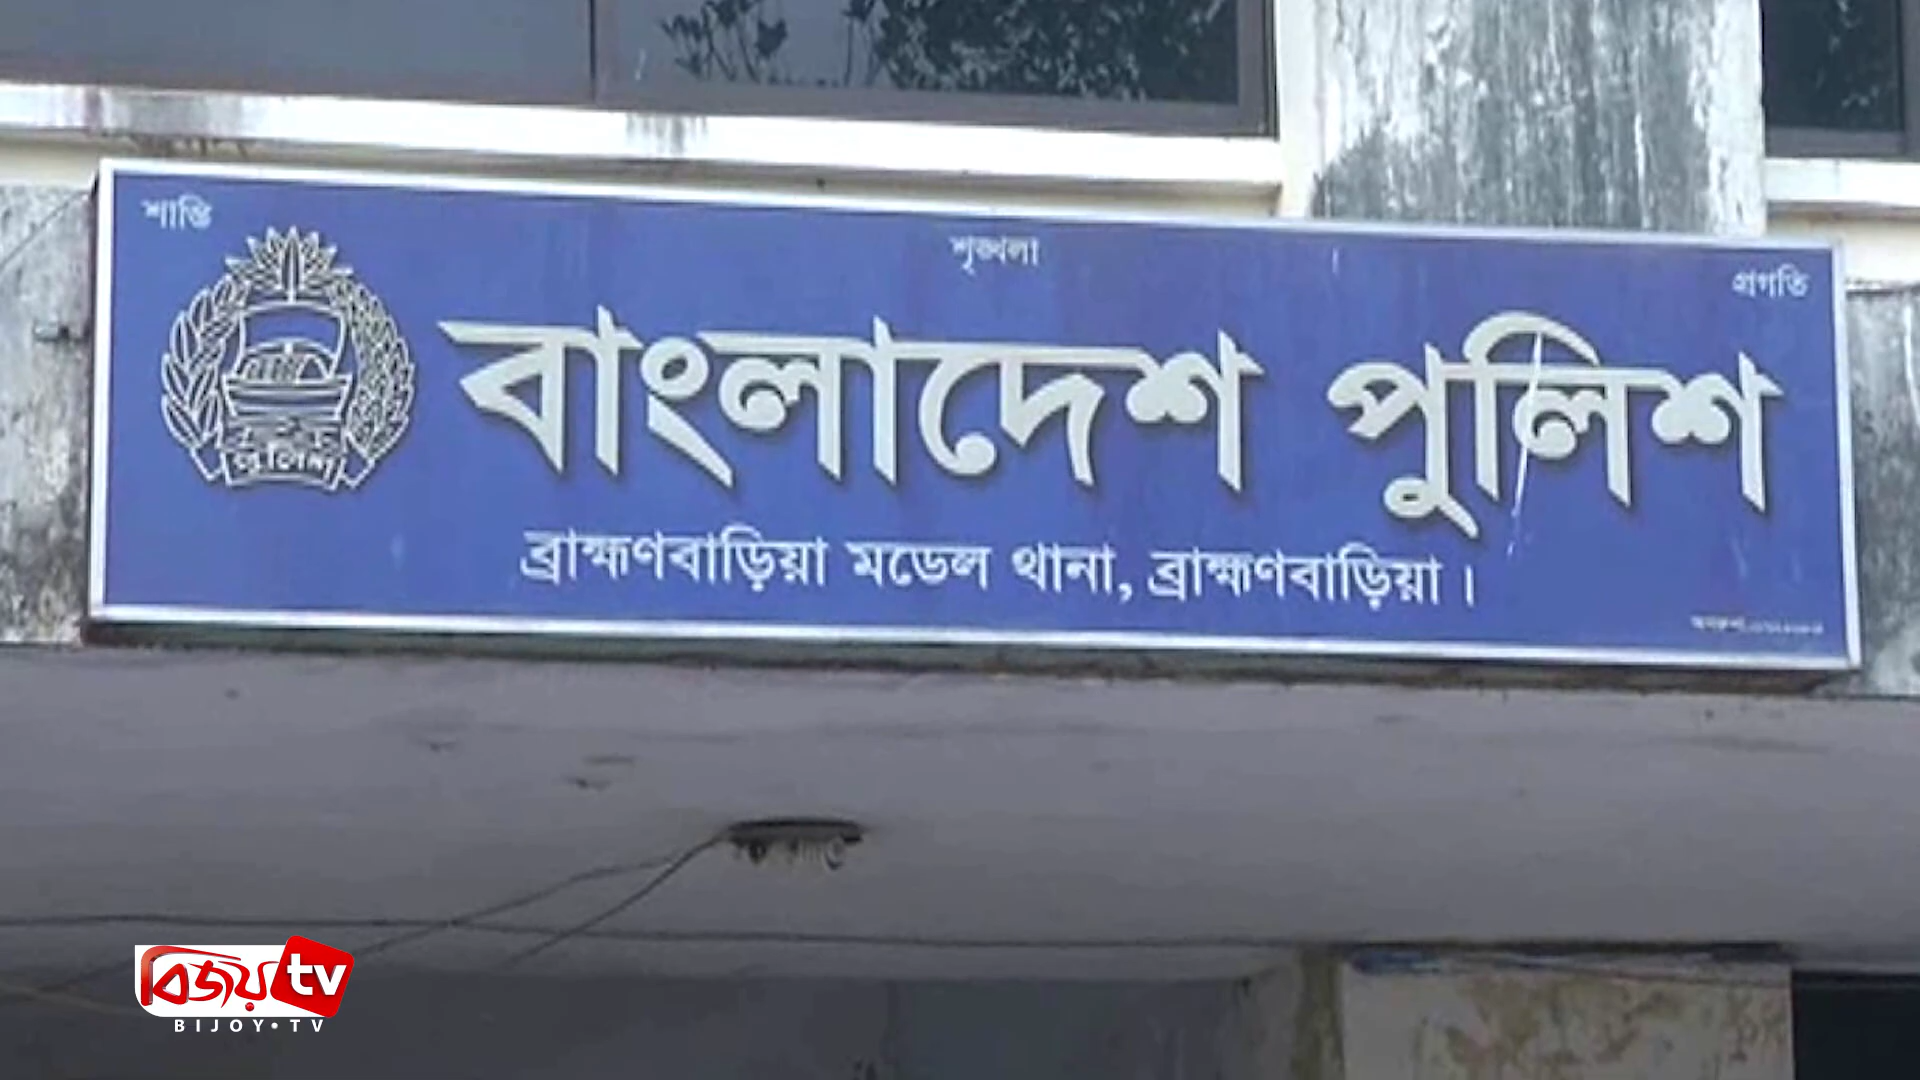 শান্তি
শৃঙ্খলা
প্রগতি
বাংলাদেশ পুলিশ
পুলিশ
ব্রাহ্মণবাড়িয়া মডেল থানা, ব্রাহ্মণবাড়িয়া।
বিজয় tv
BIJOY•TV